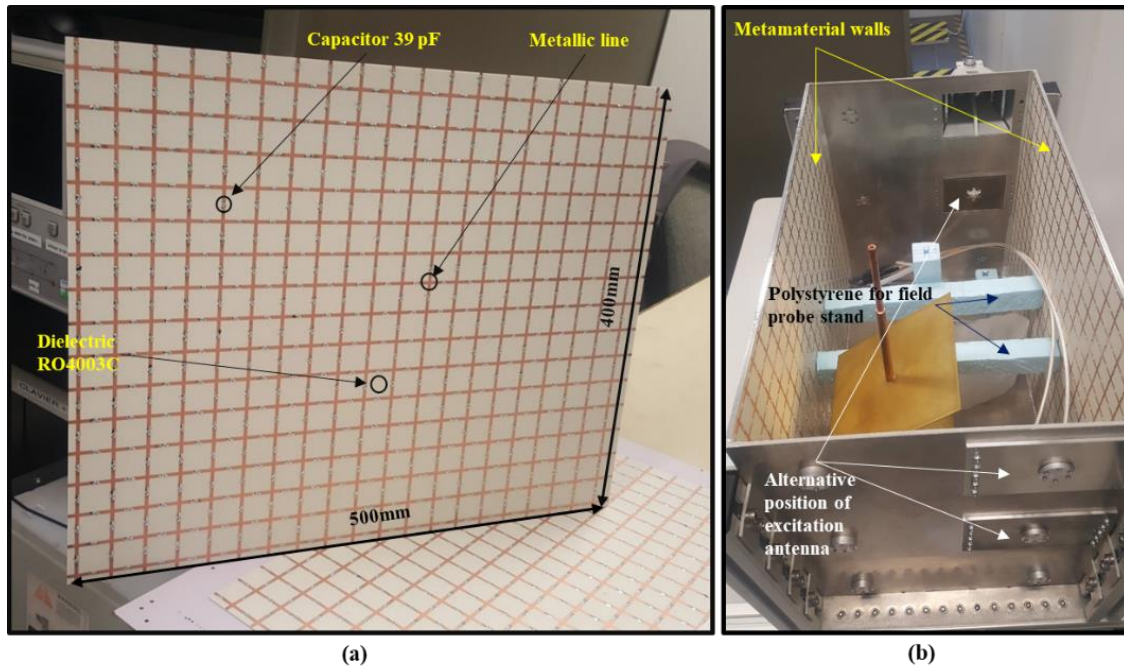 Capacitor 39 pF
Metallic line
Dielectric
RO4003C
400mm
500mm
CLAVIER
(a)
Metamaterial walls
Polystyrene for field
probe stand
Alternative
position of
excitation
antenna
(b)